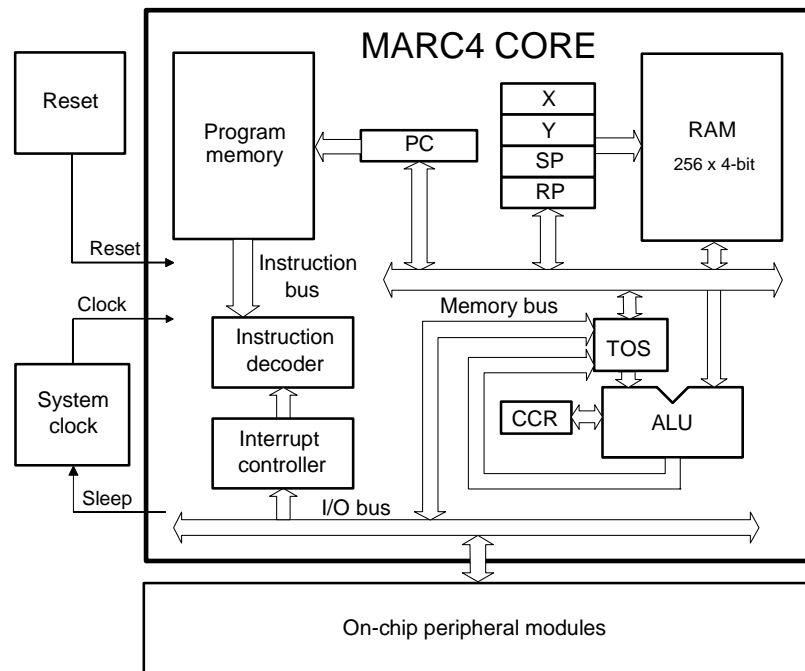 MARC4 CORE
Reset
Program
memory
PC
X
Y
SP
RP
RAM
256 x 4-bit
Reset
Instruction
bus
Clock
Memory bus
Instruction
decoder
TOS
System
clock
CCR
ALU
Interrupt
controller
Sleep
I/O bus
On-chip peripheral modules